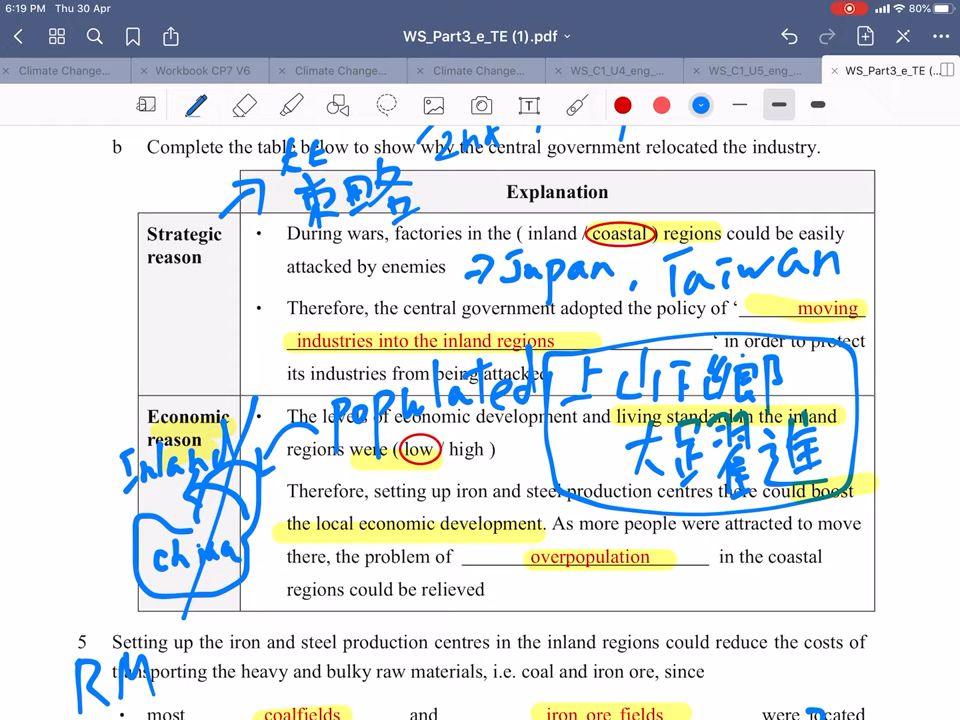 6:19 PM Thu 30 Apr 80%
WS_Part3_e_TE (1).pdf
Climate Change... Workbook CP7 V6 Climate Change... Climate Change... WS_C1_U4_eng_... WS_C1_U5_eng_... WS_Part3_e_TE (...
b Complete the table below to show why the central government relocated the industry.
策略
Explanation
Strategic reason
• During wars, factories in the ( inland / coastal ) regions could be easily
attacked by enemies
⇒ Japan, Taiwan
• Therefore, the central government adopted the policy of ‘ moving
industries into the inland regions ‘ in order to protect
its industries from being attacked
populated
上山下鄉
大躍進
Economic reason
• The levels of economic development and living standard in the inland
regions were ( low / high )
Inland
china
Therefore, setting up iron and steel production centres there could boost
the local economic development. As more people were attracted to move
there, the problem of overpopulation in the coastal
regions could be relieved
5 Setting up the iron and steel production centres in the inland regions could reduce the costs of
transporting the heavy and bulky raw materials, i.e. coal and iron ore, since
RM
• most coalfields and iron ore fields were located